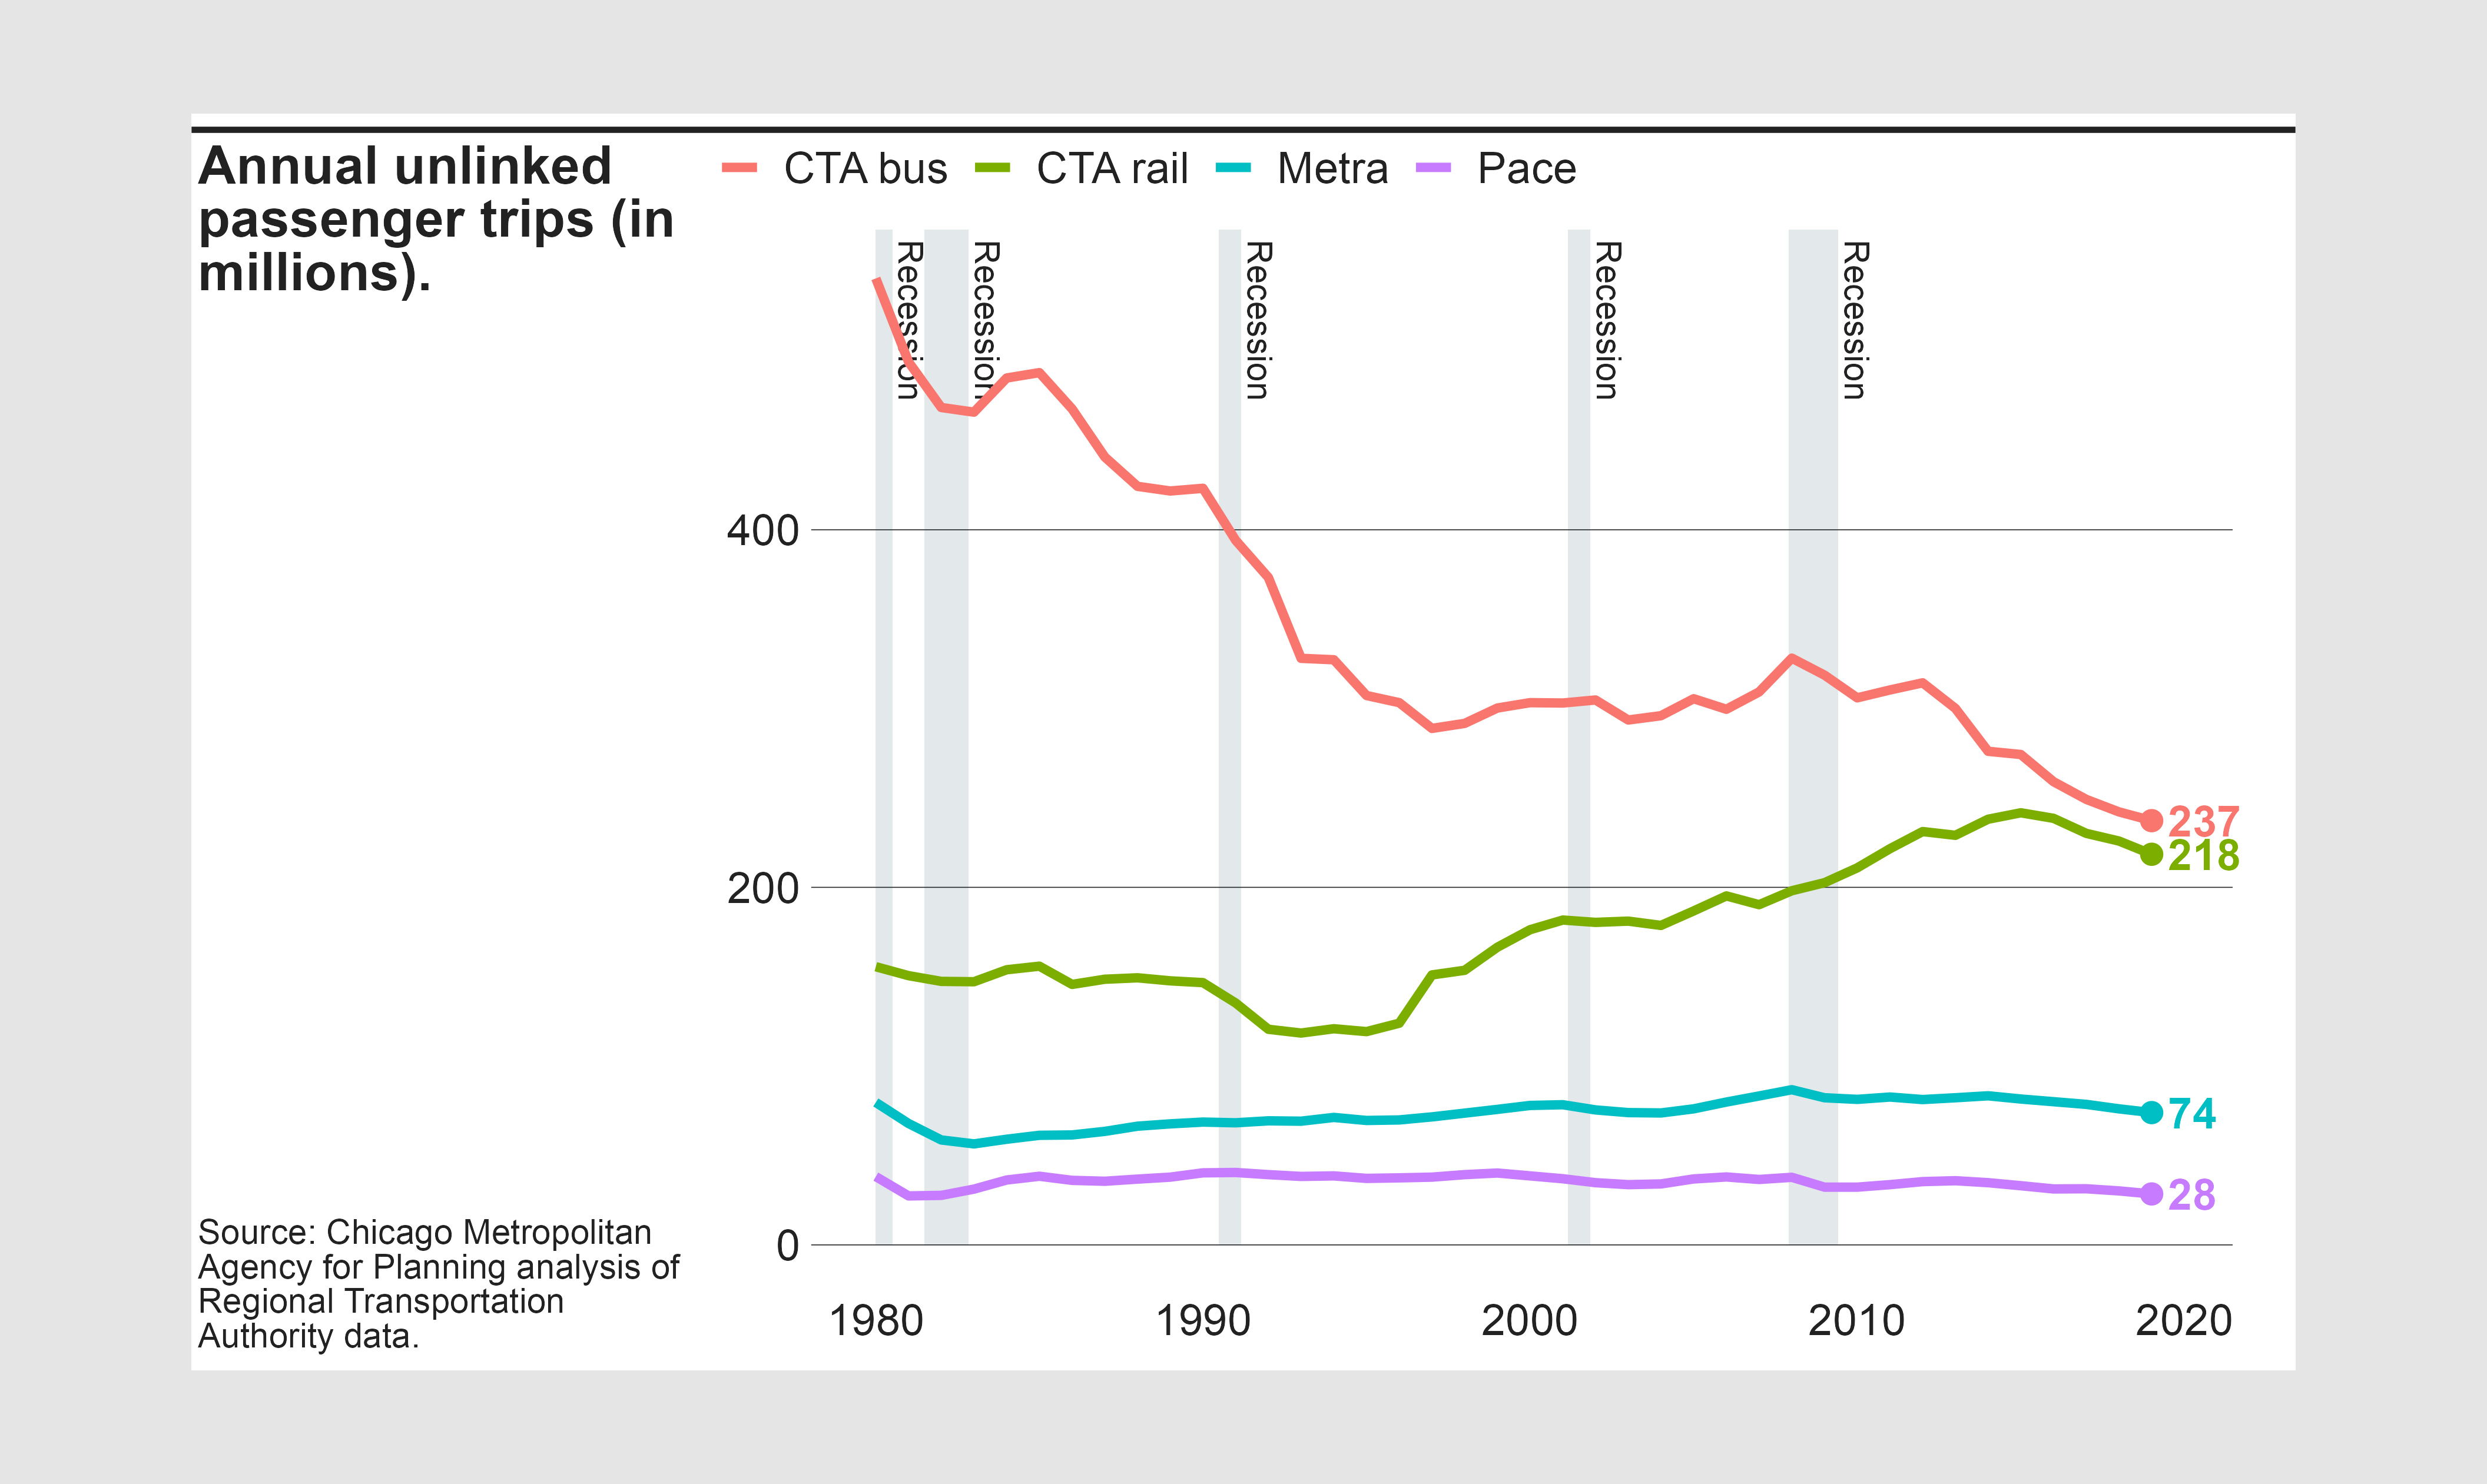 Annual unlinked
passenger trips (in
millions).
CTA bus CTA rail Metra Pace
Recession Recession Recession Recession Recession
400
200
0
237
218
74
28
1980 1990 2000 2010 2020
Source: Chicago Metropolitan
Agency for Planning analysis of
Regional Transportation
Authority data.